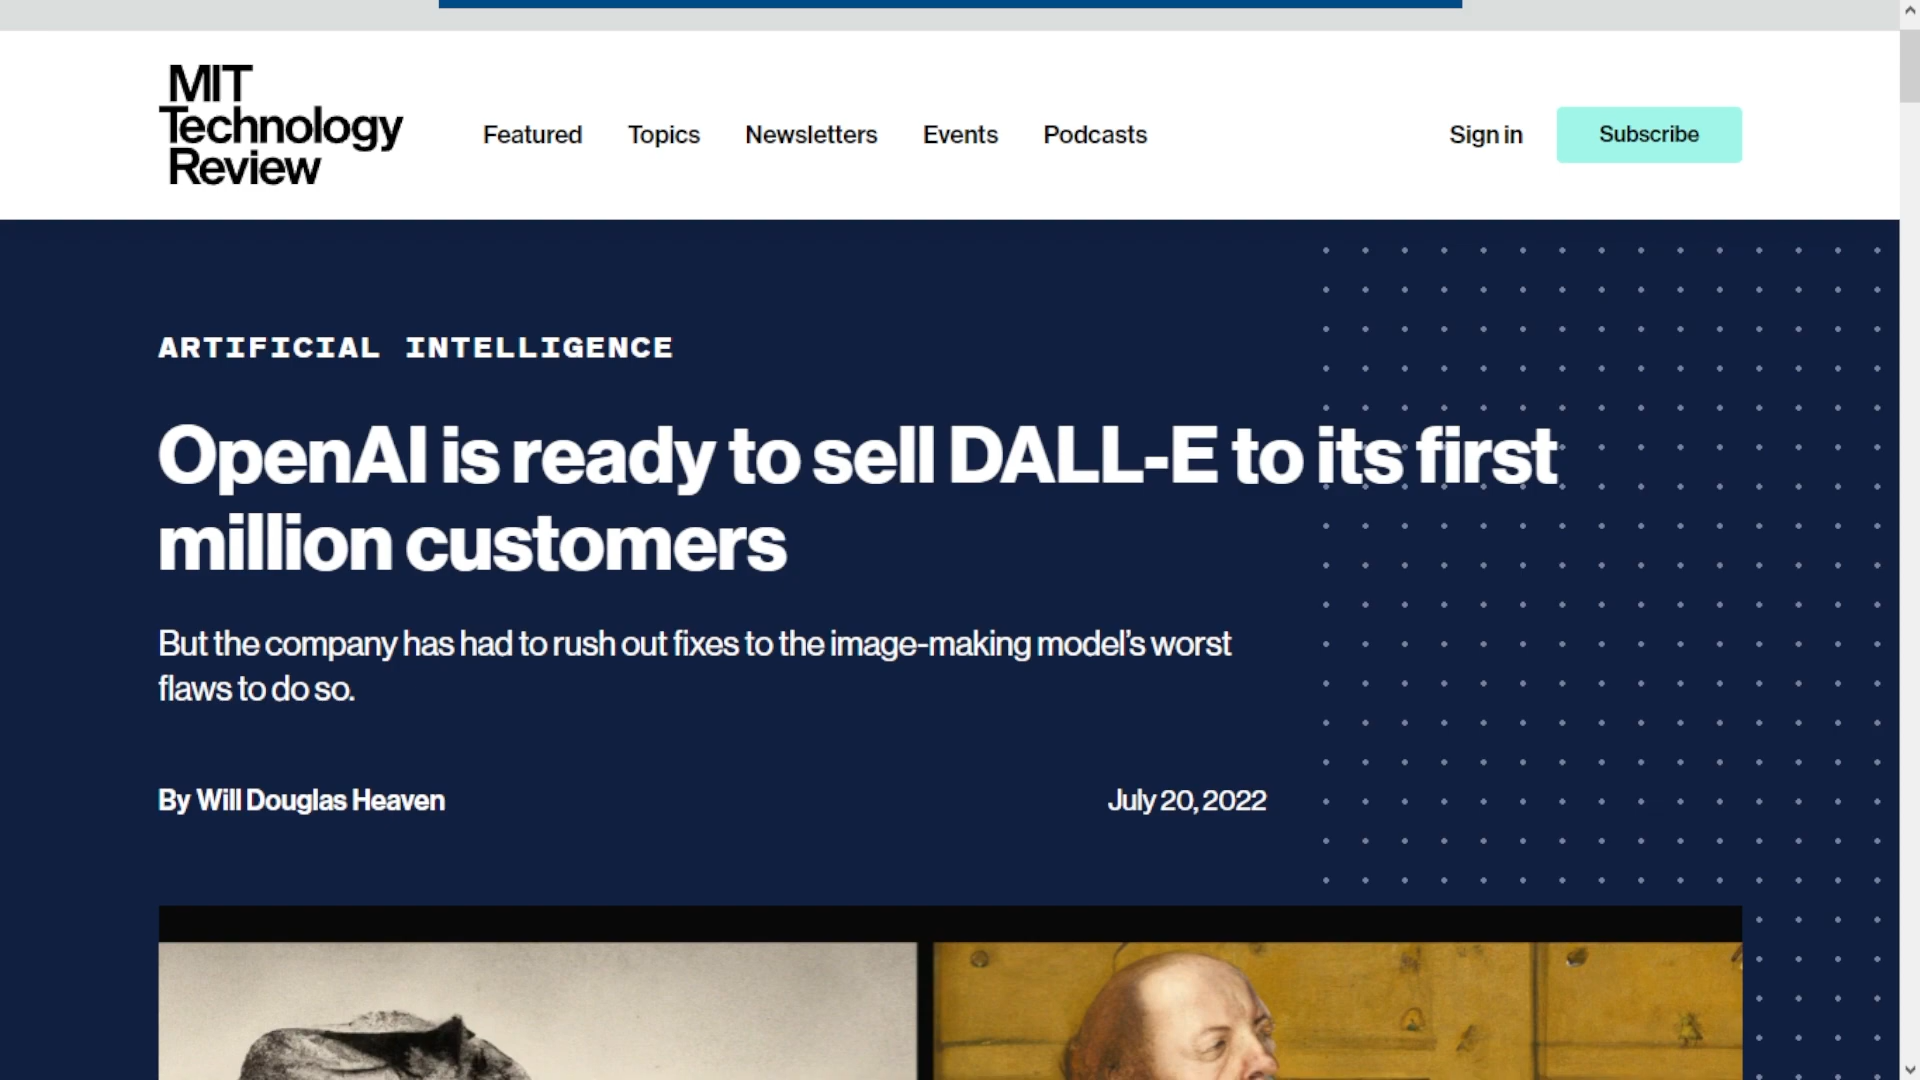 MIT
Technology
Review
Featured
Topics
Newsletters
Events
Podcasts
Sign in
Subscribe
ARTIFICIAL INTELLIGENCE
OpenAI is ready to sell DALL-E to its first
million customers
But the company has had to rush out fixes to the image-making model’s worst
flaws to do so.
By Will Douglas Heaven
July 20, 2022